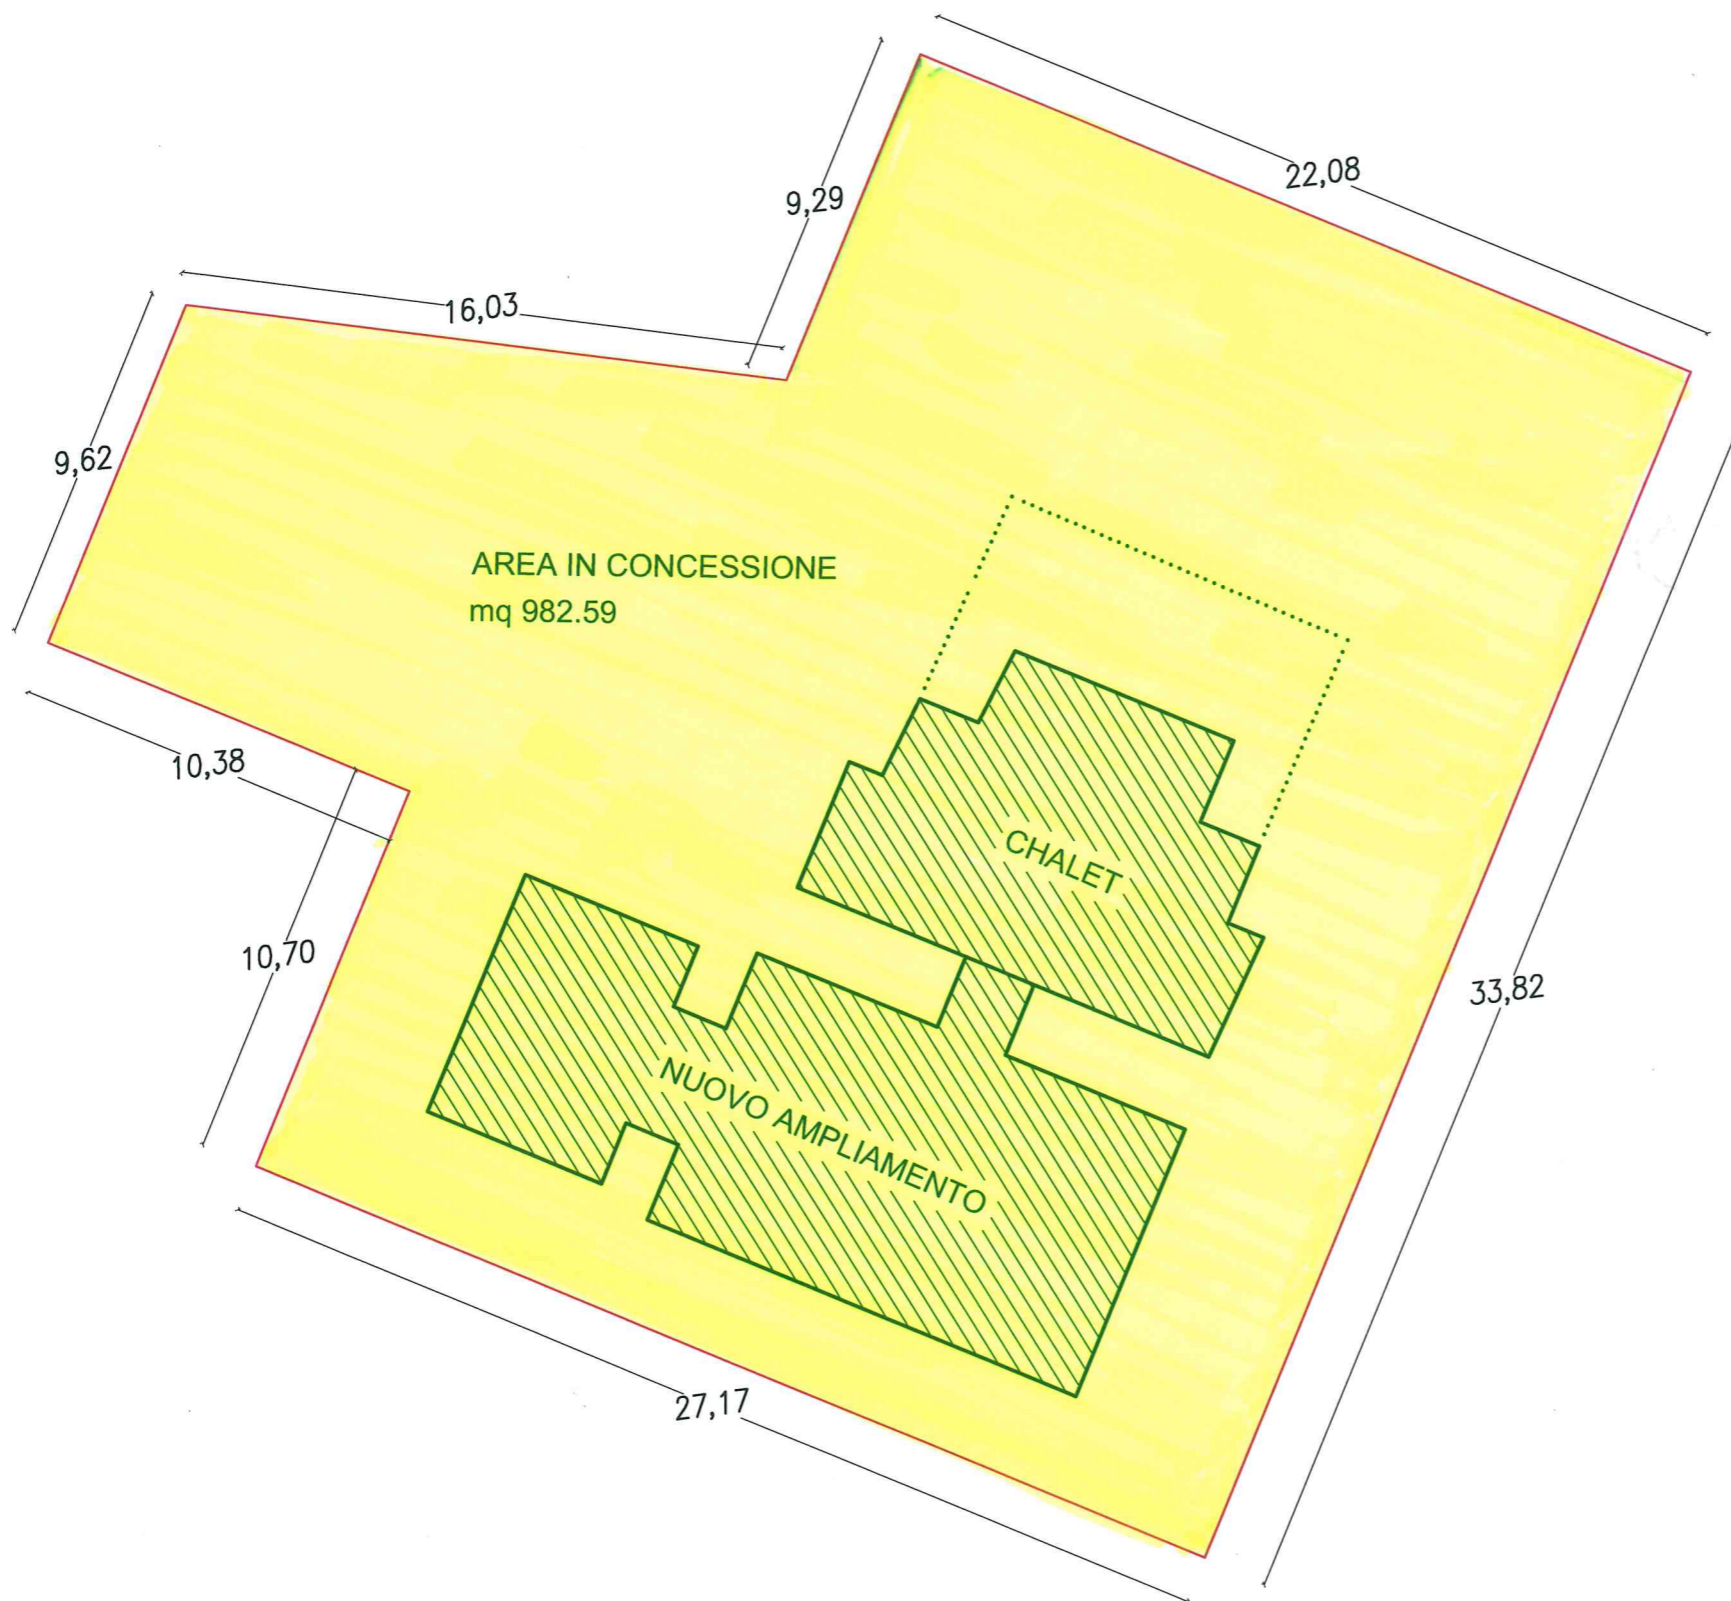 22,08
9,29
16,03
9,62
AREA IN CONCESSIONE
mq 982.59
10,38
CHALET
10,70
33,82
NUOVO AMPLIAMENTO
27,17